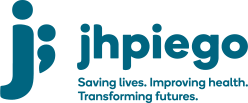 jhpiego
Saving lives. Improving health.
Transforming futures.